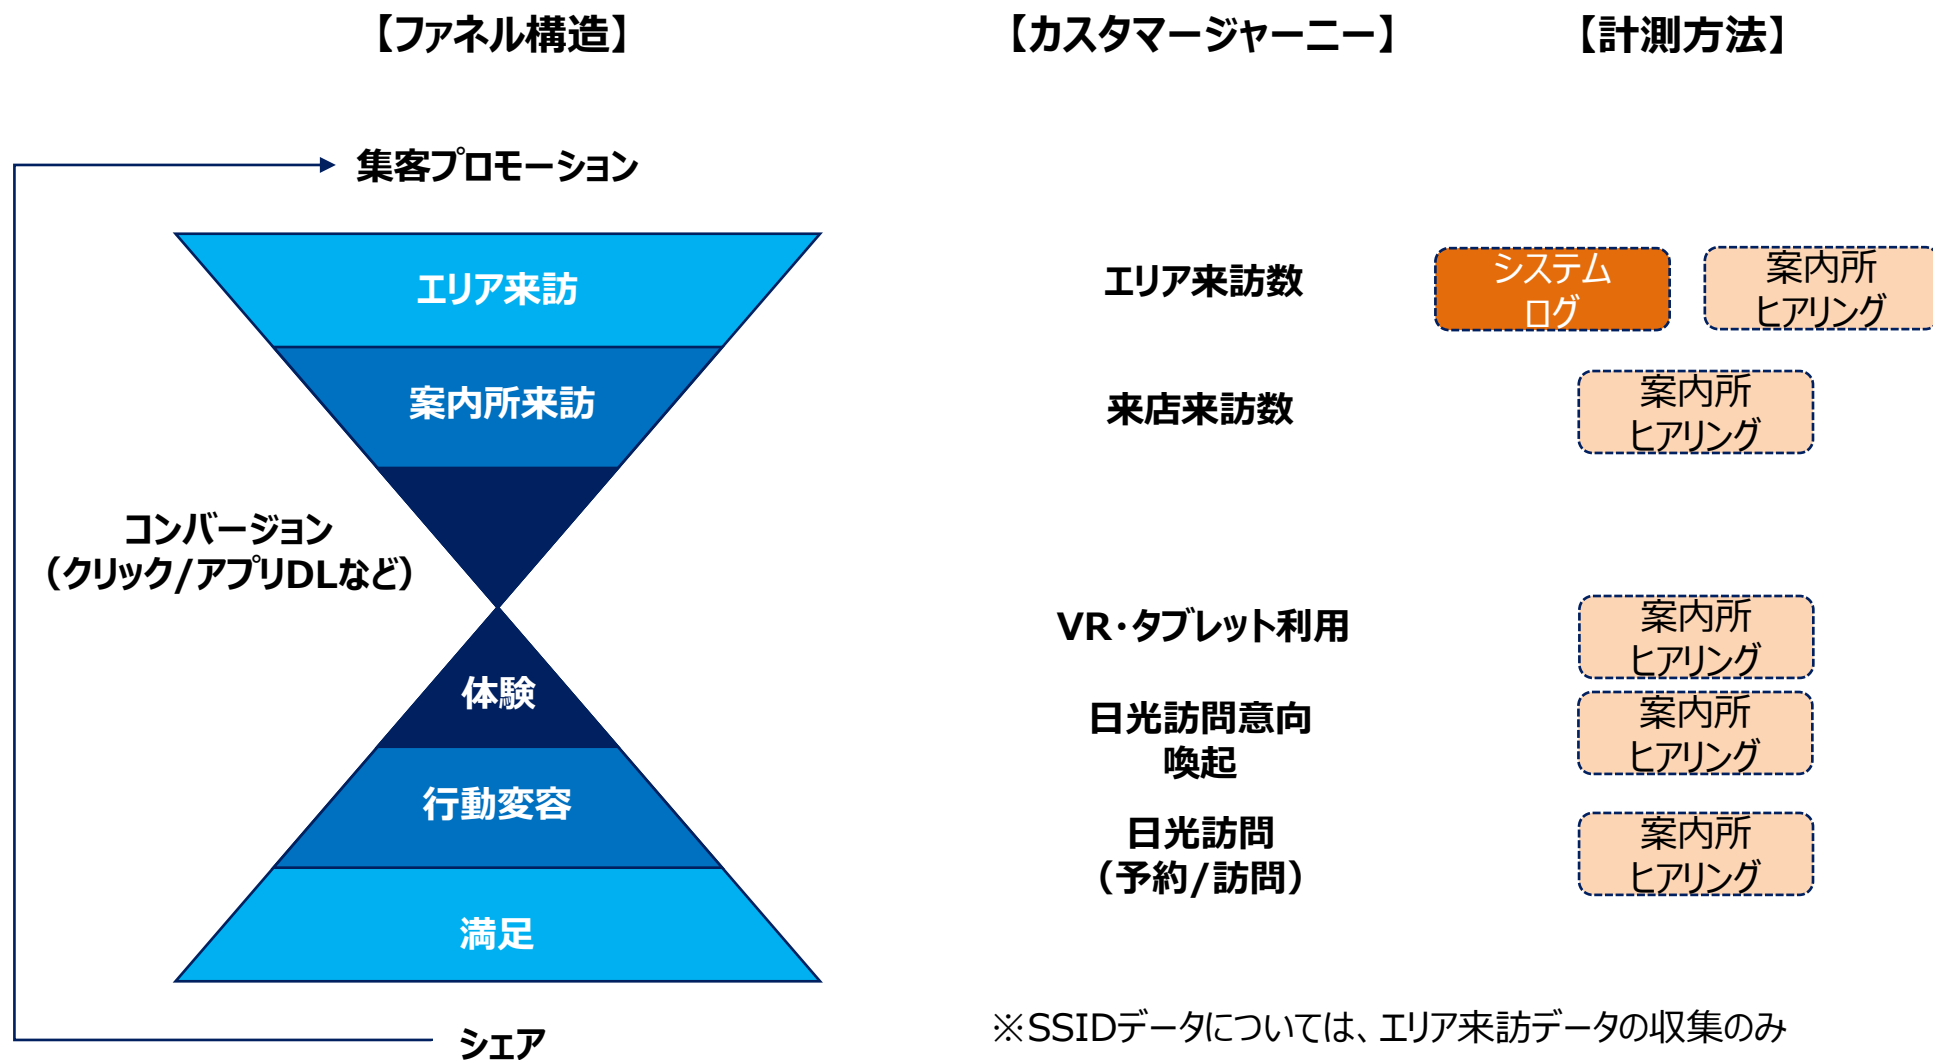 【ファネル構造】
【カスタマージャーニー】
【計測方法】
集客プロモーション
エリア来訪
案内所来訪
コンバージョン
（クリック/アプリDLなど）
体験
行動変容
満足
シェア
エリア来訪数
システム
ログ
案内所
ヒアリング
来店来訪数
案内所
ヒアリング
VR・タブレット利用
案内所
ヒアリング
日光訪問意向
喚起
案内所
ヒアリング
日光訪問
（予約/訪問）
案内所
ヒアリング
※SSIDデータについては、エリア来訪データの収集のみ